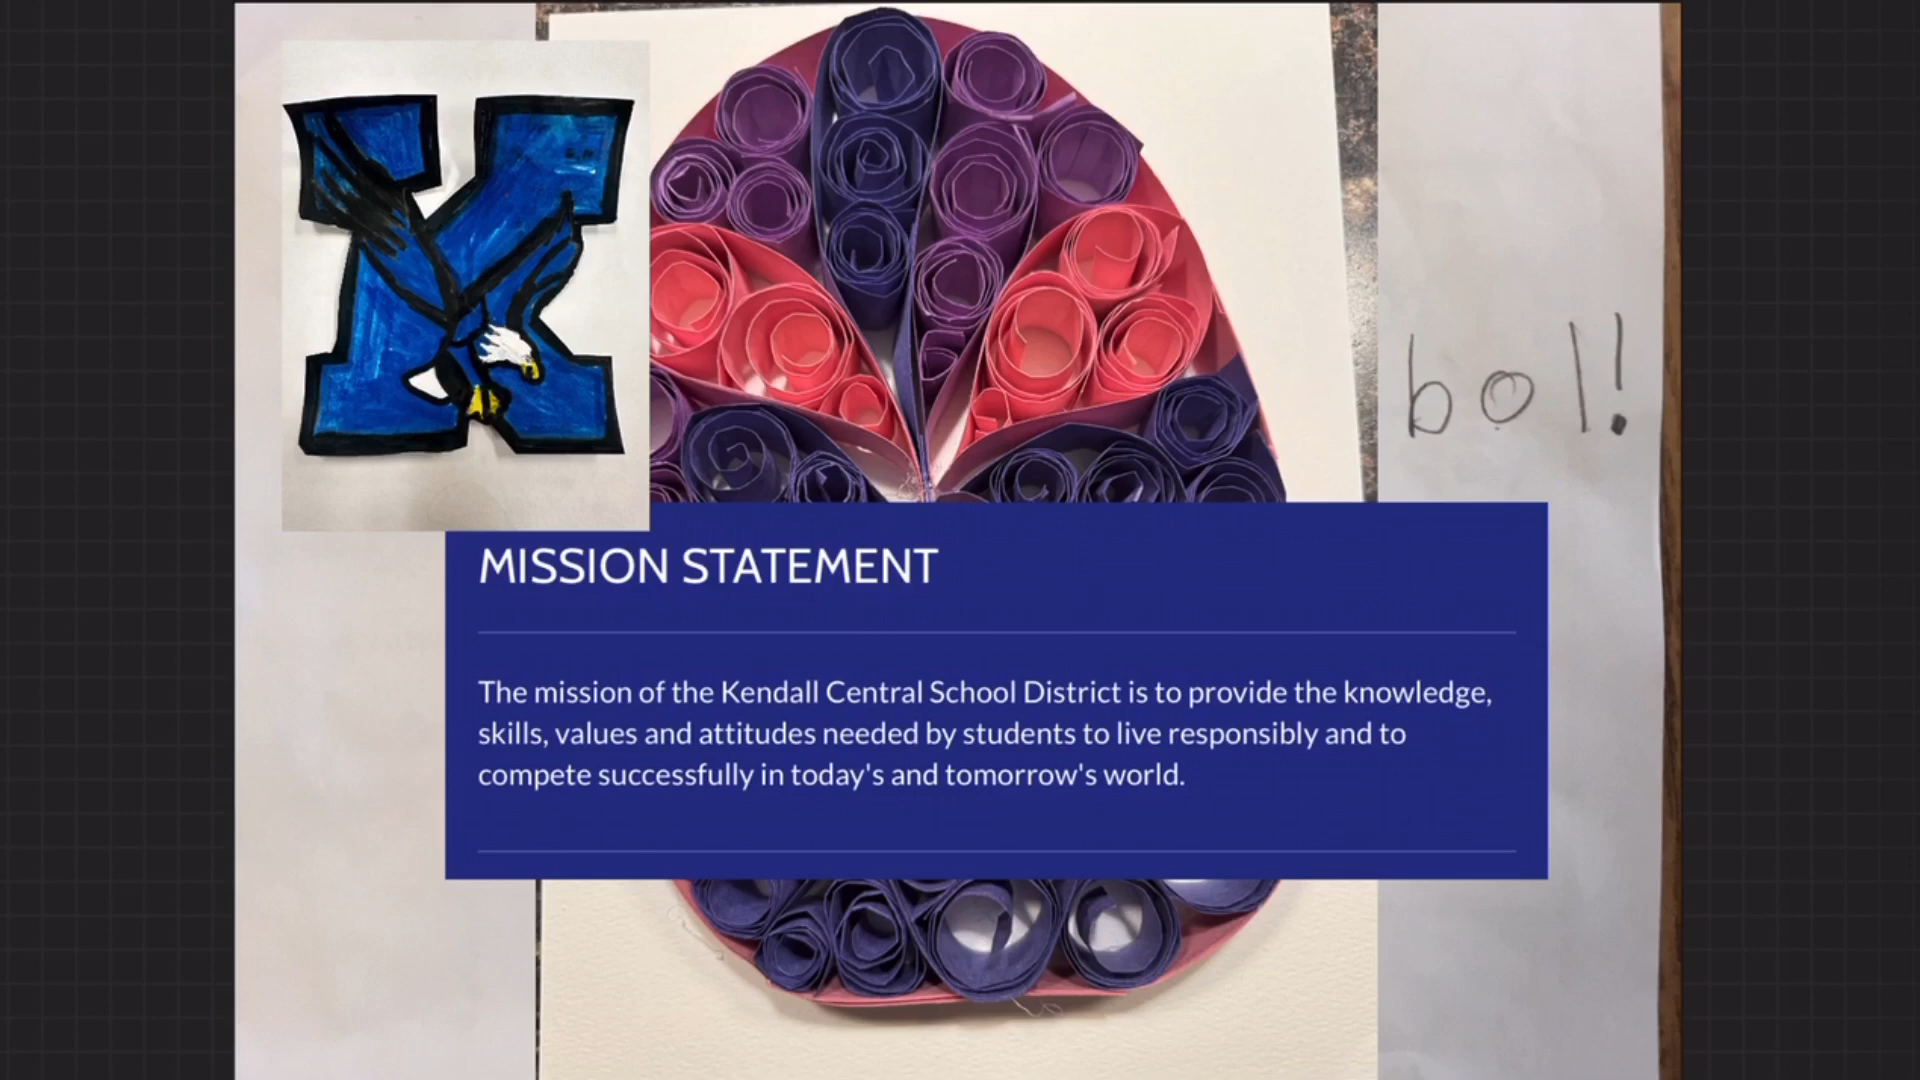 K
bol!
MISSION STATEMENT
The mission of the Kendall Central School District is to provide the knowledge,
skills, values and attitudes needed by students to live responsibly and to
compete successfully in today's and tomorrow's world.